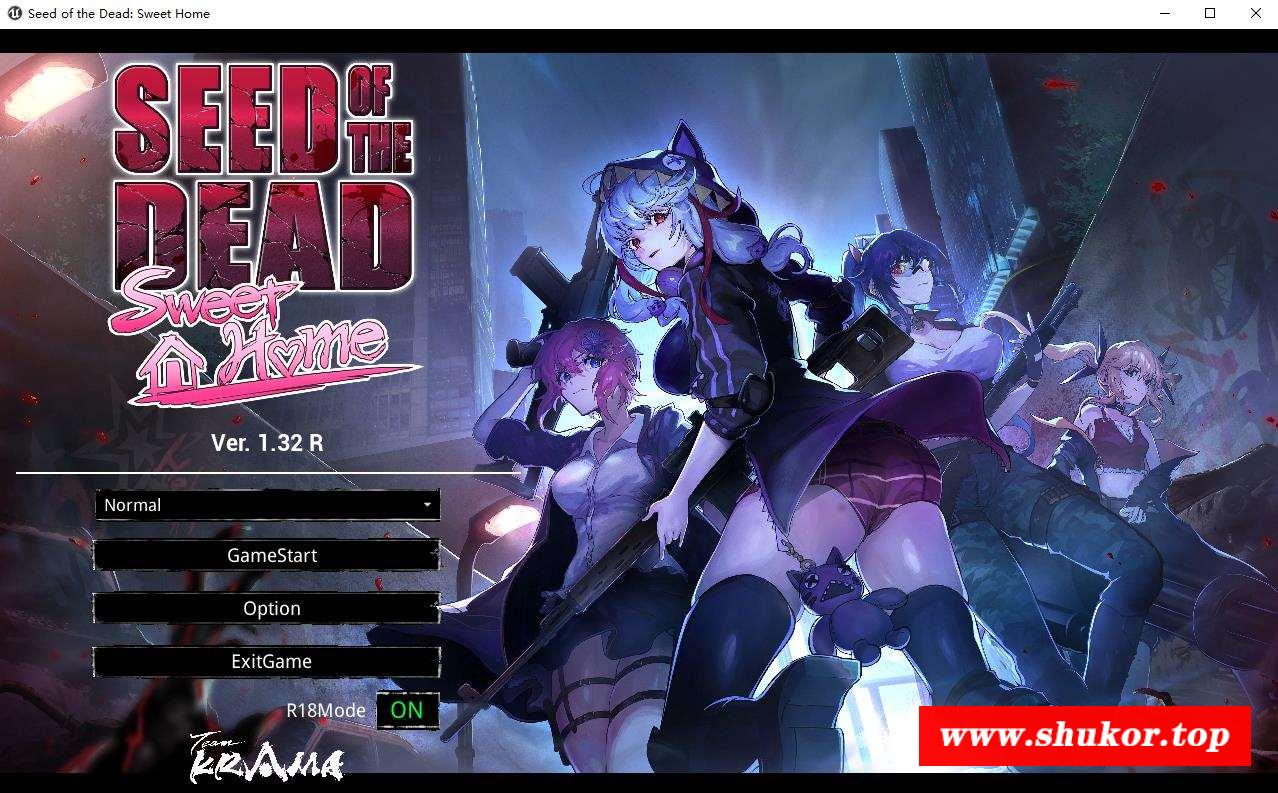 Seed of the Dead: Sweet Home
SEED OF THE
DEAD
Sweet
Home
Ver. 1.32 R
Normal
GameStart
Option
ExitGame
R18Mode ON
Team
KRAMA
www.shukor.top